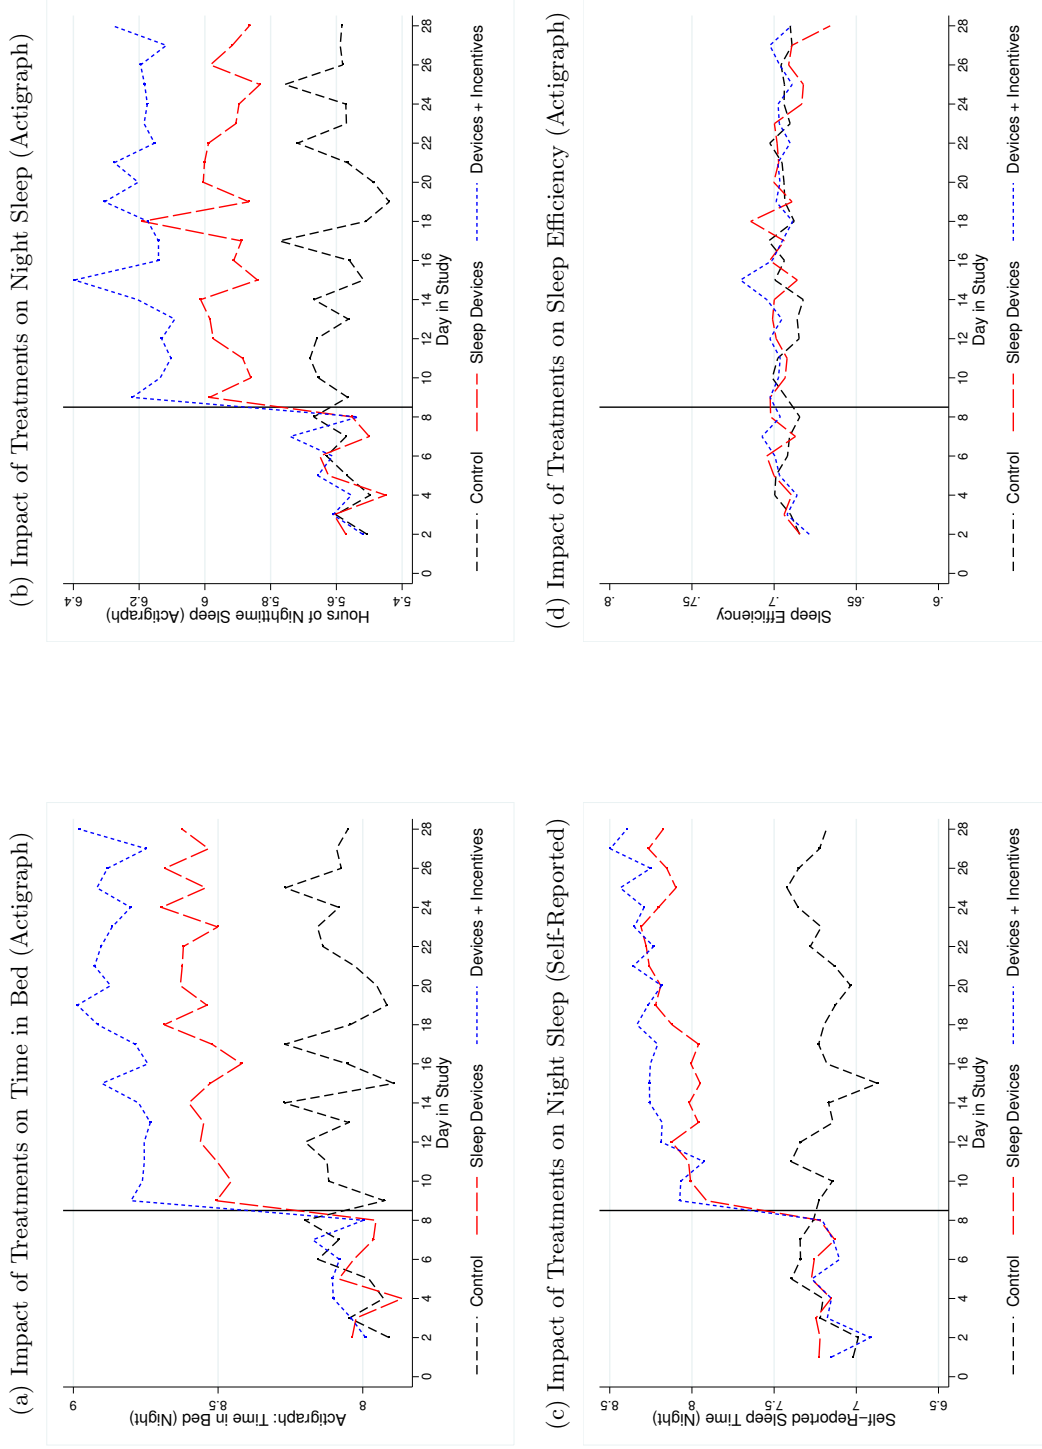 (a) Impact of Treatments on Time in Bed (Actigraph)
Actigraph: Time in Bed (Night)
9
8.5
8
0 2 4 6 8 10 12 14 16 18 20 22 24 26 28
Day in Study
Control Sleep Devices Devices + Incentives
(b) Impact of Treatments on Night Sleep (Actigraph)
Hours of Nighttime Sleep (Actigraph)
6.4
6.2
6
5.8
5.6
5.4
0 2 4 6 8 10 12 14 16 18 20 22 24 26 28
Day in Study
Control Sleep Devices Devices + Incentives
(c) Impact of Treatments on Night Sleep (Self-Reported)
Self−Reported Sleep Time (Night)
8.5
8
7.5
7
6.5
0 2 4 6 8 10 12 14 16 18 20 22 24 26 28
Day in Study
Control Sleep Devices Devices + Incentives
(d) Impact of Treatments on Sleep Efficiency (Actigraph)
Sleep Efficiency
.8
.75
.7
.65
.6
0 2 4 6 8 10 12 14 16 18 20 22 24 26 28
Day in Study
Control Sleep Devices Devices + Incentives